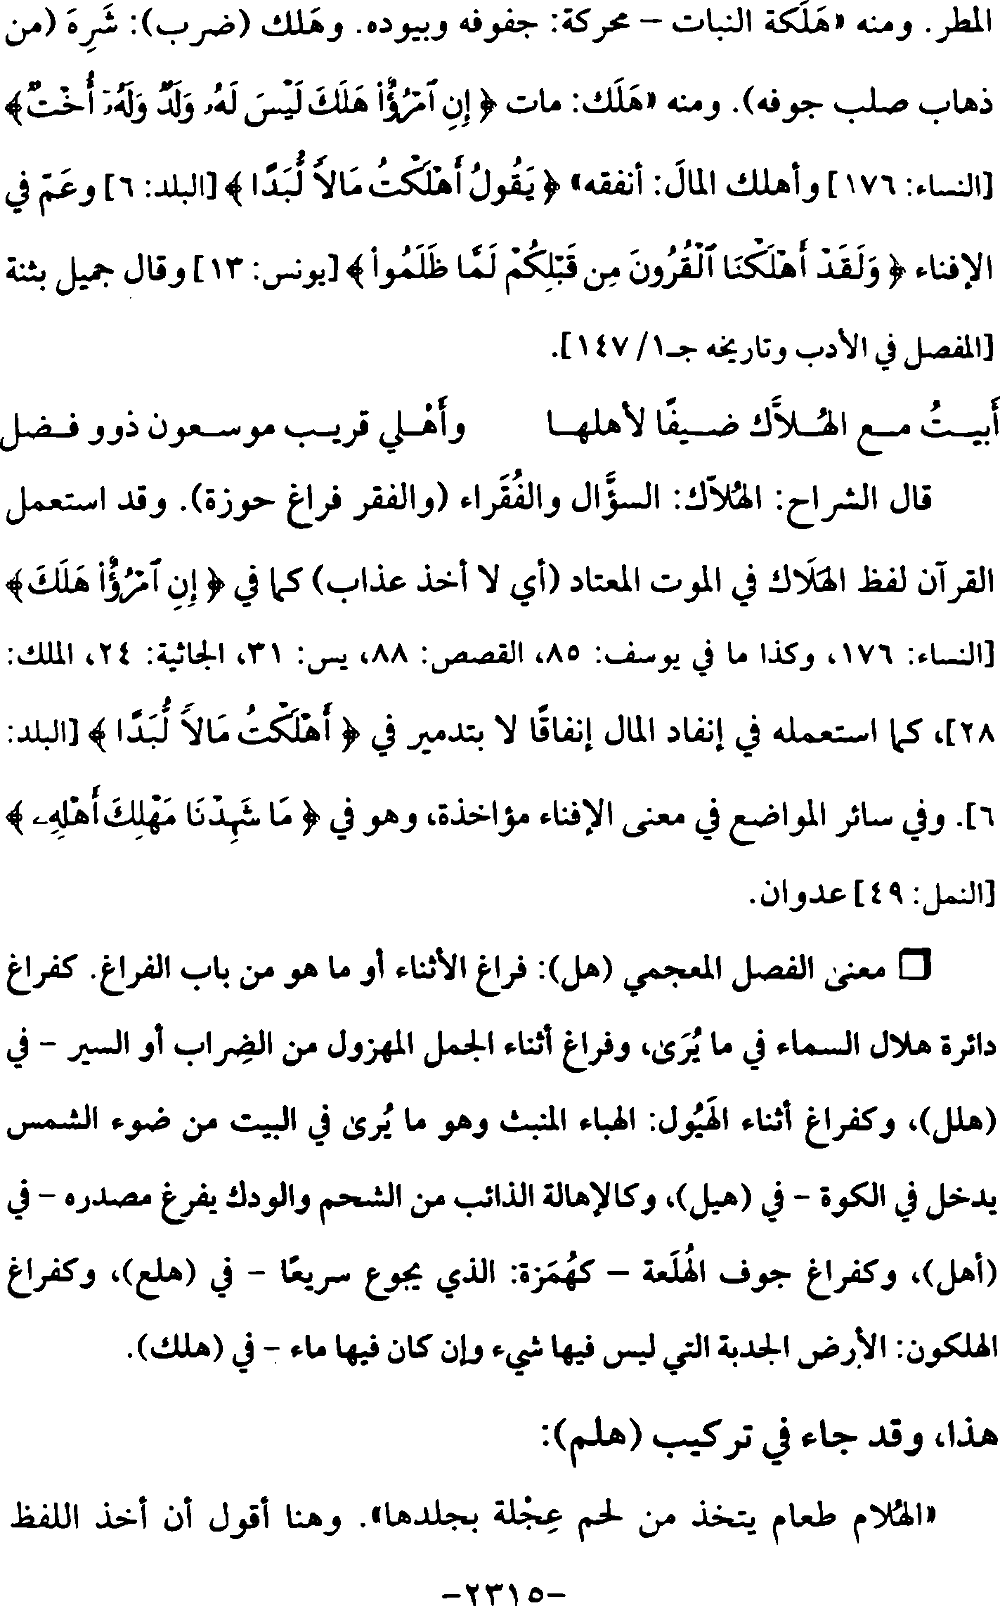 المطر. ومنه «هَلَكة النبات – محركة: جفوفه وبيوده. وهَلك (ضرب): شَرِهَ (من
ذهاب صلب جوفه). ومنه «هَلَك: مات ﴿ إِنِ ٱمْرُؤٌاْ هَلَكَ لَيْسَ لَهُۥ وَلَدٌ وَلَهُۥٓ أُخْتٌ﴾
[النساء: ١٧٦] وأهلك المالَ: أنفقه» ﴿ يَقُولُ أَهْلَكْتُ مَالاً لُّبَدًا ﴾ [البلد: ٦] وعَمّ في
الإفناء ﴿ وَلَقَدْ أَهْلَكْنَا ٱلْقُرُونَ مِن قَبْلِكُمْ لَمَّا ظَلَمُواْ ﴾ [يونس: ١٣] وقال جميل بثنة
[المفصل في الأدب وتاريخه جـ١/ ١٤٧].
أَبيتُ مع الهُلاَّك ضيفًا لأهلها وأَهْلي قريب موسعون ذوو فضل
قال الشراح: الهُلاّك: السؤَّال والفُقَراء (والفقر فراغ حوزة). وقد استعمل
القرآن لفظ الهَلَاك في الموت المعتاد (أي لا أخذ عذاب) كما في ﴿ إِنِ ٱمْرُؤٌاْ هَلَكَ﴾
[النساء: ١٧٦، وكذا ما في يوسف: ٨٥، القصص: ٨٨، يس: ٣١، الجاثية: ٢٤، الملك:
٢٨]، كما استعمله في إنفاد المال إنفاقًا لا بتدمير في ﴿ أَهْلَكْتُ مَالاً لُّبَدًا ﴾ [البلد:
٦]. وفي سائر المواضع في معنى الإفناء مؤاخذة، وهو في ﴿ مَا شَهِدْنَا مَهْلِكَ أَهْلِهِۦ ﴾
[النمل: ٤٩] عدوان.
❒ معنىٰ الفصل المعجمي (هل): فراغ الأثناء أو ما هو من باب الفراغ. كفراغ
دائرة هلال السماء في ما يُرَىٰ، وفراغ أثناء الجمل المهزول من الضِراب أو السير – في
(هلل)، وكفراغ أثناء الهَيُول: الهباء المنبث وهو ما يُرىٰ في البيت من ضوء الشمس
يدخل في الكوة – في (هيل)، وكالإهالة الذائب من الشحم والودك يفرغ مصدره – في
(أهل)، وكفراغ جوف الهُلَعة – كهُمَزة: الذي يجوع سريعًا – في (هلع)، وكفراغ
الهلكون: الأرض الجدبة التي ليس فيها شيء وإن كان فيها ماء – في (هلك).
هذا، وقد جاء في تركيب (هلم):
«الهُلام طعام يتخذ من لحم عِجْلة بجلدها». وهنا أقول أن أخذ اللفظ
–٢٣١٥–